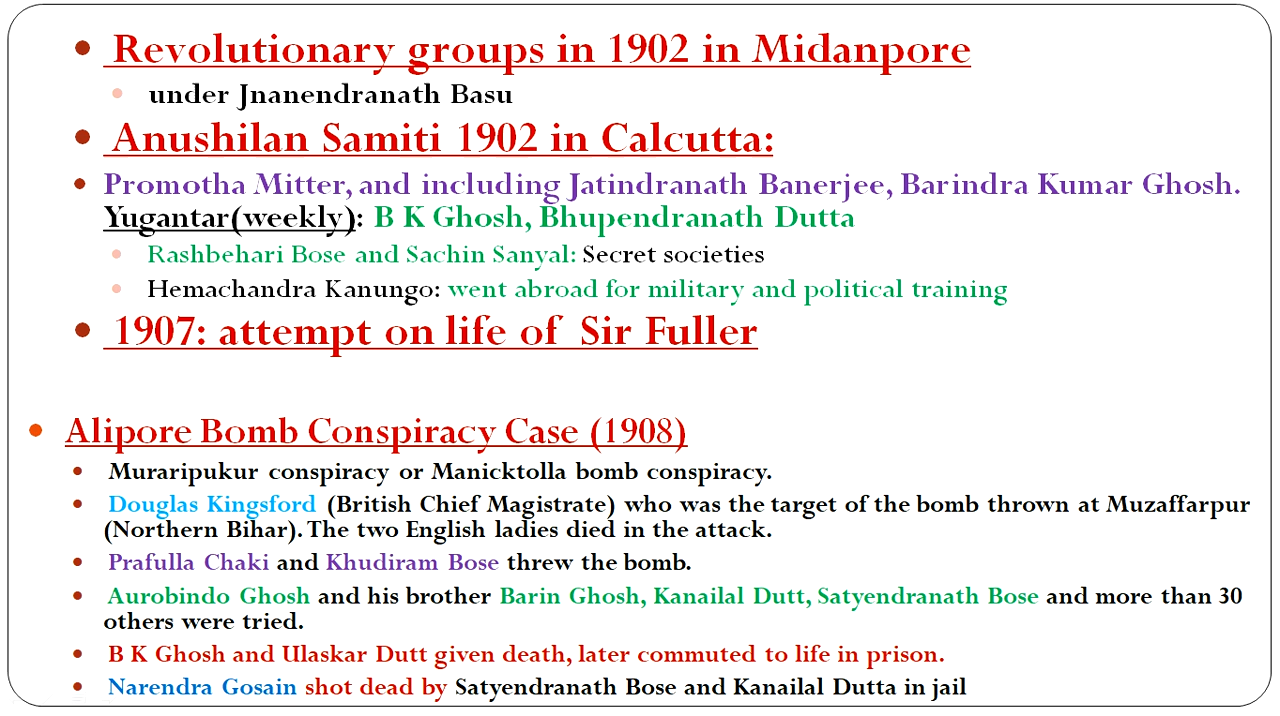 Revolutionary groups in 1902 in Midanpore
under Jnanendranath Basu
Anushilan Samiti 1902 in Calcutta:
Promotha Mitter, and including Jatindranath Banerjee, Barindra Kumar Ghosh.
Yugantar(weekly): B K Ghosh, Bhupendranath Dutta
Rashbehari Bose and Sachin Sanyal: Secret societies
Hemachandra Kanungo: went abroad for military and political training
1907: attempt on life of Sir Fuller
Alipore Bomb Conspiracy Case (1908)
Muraripukur conspiracy or Manicktolla bomb conspiracy.
Douglas Kingsford (British Chief Magistrate) who was the target of the bomb thrown at Muzaffarpur
(Northern Bihar). The two English ladies died in the attack.
Prafulla Chaki and Khudiram Bose threw the bomb.
Aurobindo Ghosh and his brother Barin Ghosh, Kanailal Dutt, Satyendranath Bose and more than 30
others were tried.
B K Ghosh and Ulaskar Dutt given death, later commuted to life in prison.
Narendra Gosain shot dead by Satyendranath Bose and Kanailal Dutta in jail